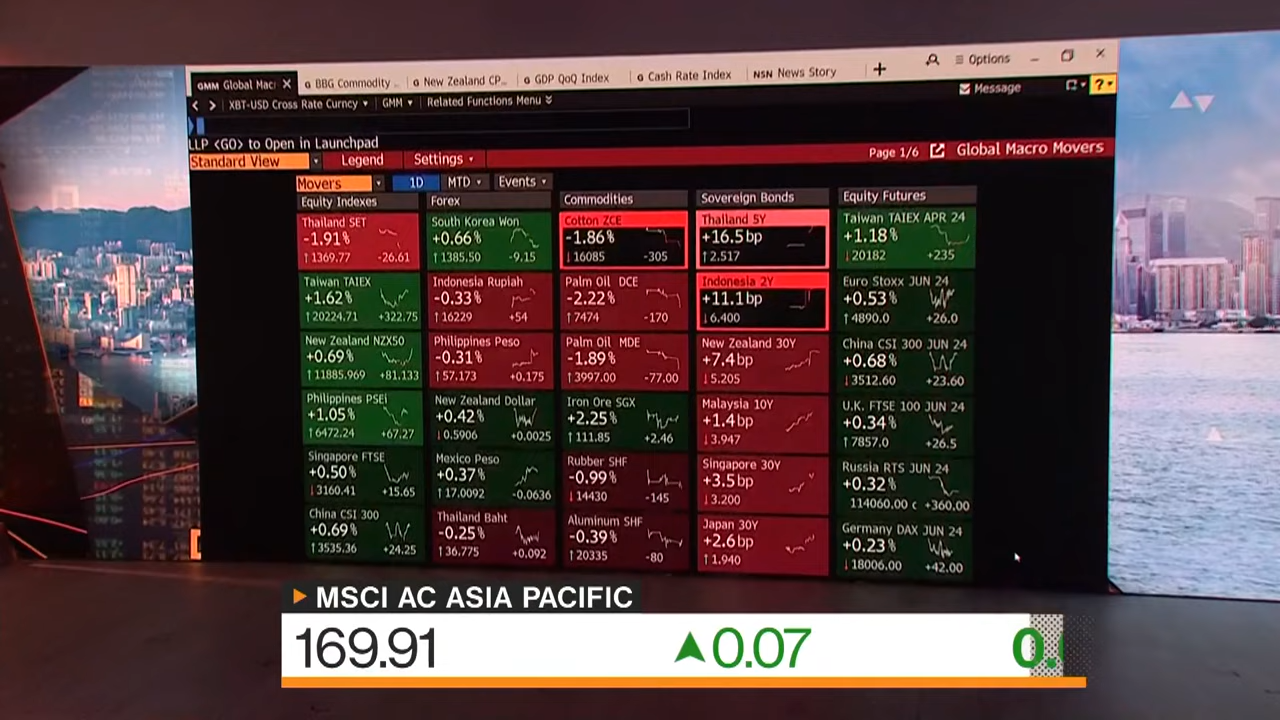 GMM Global Mac
G BBG Commodity ..
G New Zealand CP..
G GDP QoQ Index
G Cash Rate Index
NSN News Story
+
Options
XBT-USD Cross Rate Curncy
GMM
Related Functions Menu
Message
?
LLP <GO> to Open in Launchpad
Standard View
Legend
Settings
Page 1/6
Global Macro Movers
Movers
1D
MTD
Events
Equity Indexes
Thailand SET
-1.91%
↑1369.77 -26.61
Taiwan TAIEX
+1.62%
↑20224.71 +322.75
New Zealand NZX50
+0.69%
↑11885.969 +81.133
Philippines PSEi
+1.05%
↑6472.24 +67.27
Singapore FTSE
+0.50%
↓3160.41 +15.65
China CSI 300
+0.69%
↑3535.36 +24.25
Forex
South Korea Won
+0.66%
↑1385.50 -9.15
Indonesia Rupiah
-0.33%
↑16229 +54
Philippines Peso
-0.31%
↑57.173 +0.175
New Zealand Dollar
+0.42%
↓0.5906 +0.0025
Mexico Peso
+0.37%
↑17.0092 -0.0636
Thailand Baht
-0.25%
↑36.775 +0.092
Commodities
Cotton ZCE
-1.86%
↓16085 -305
Palm Oil DCE
-2.22%
↑7474 -170
Palm Oil MDE
-1.89%
↑3997.00 -77.00
Iron Ore SGX
+2.25%
↑111.85 +2.46
Rubber SHF
-0.99%
↓14430 -145
Aluminum SHF
-0.39%
↑20335 -80
Sovereign Bonds
Thailand 5Y
+16.5bp
↑2.517
Indonesia 2Y
+11.1bp
↓6.400
New Zealand 30Y
+7.4bp
↓5.205
Malaysia 10Y
+1.4bp
↓3.947
Singapore 30Y
+3.5bp
↓3.200
Japan 30Y
+2.6bp
↑1.940
Equity Futures
Taiwan TAIEX APR 24
+1.18%
↓20182 +235
Euro Stoxx JUN 24
+0.53%
↑4890.0 +26.0
China CSI 300 JUN 24
+0.68%
↓3512.60 +23.60
U.K. FTSE 100 JUN 24
+0.34%
↑7857.0 +26.5
Russia RTS JUN 24
+0.32%
114060.00 c +360.00
Germany DAX JUN 24
+0.23%
↓18006.00 +42.00
MSCI AC ASIA PACIFIC
169.91 ▲0.07 0.